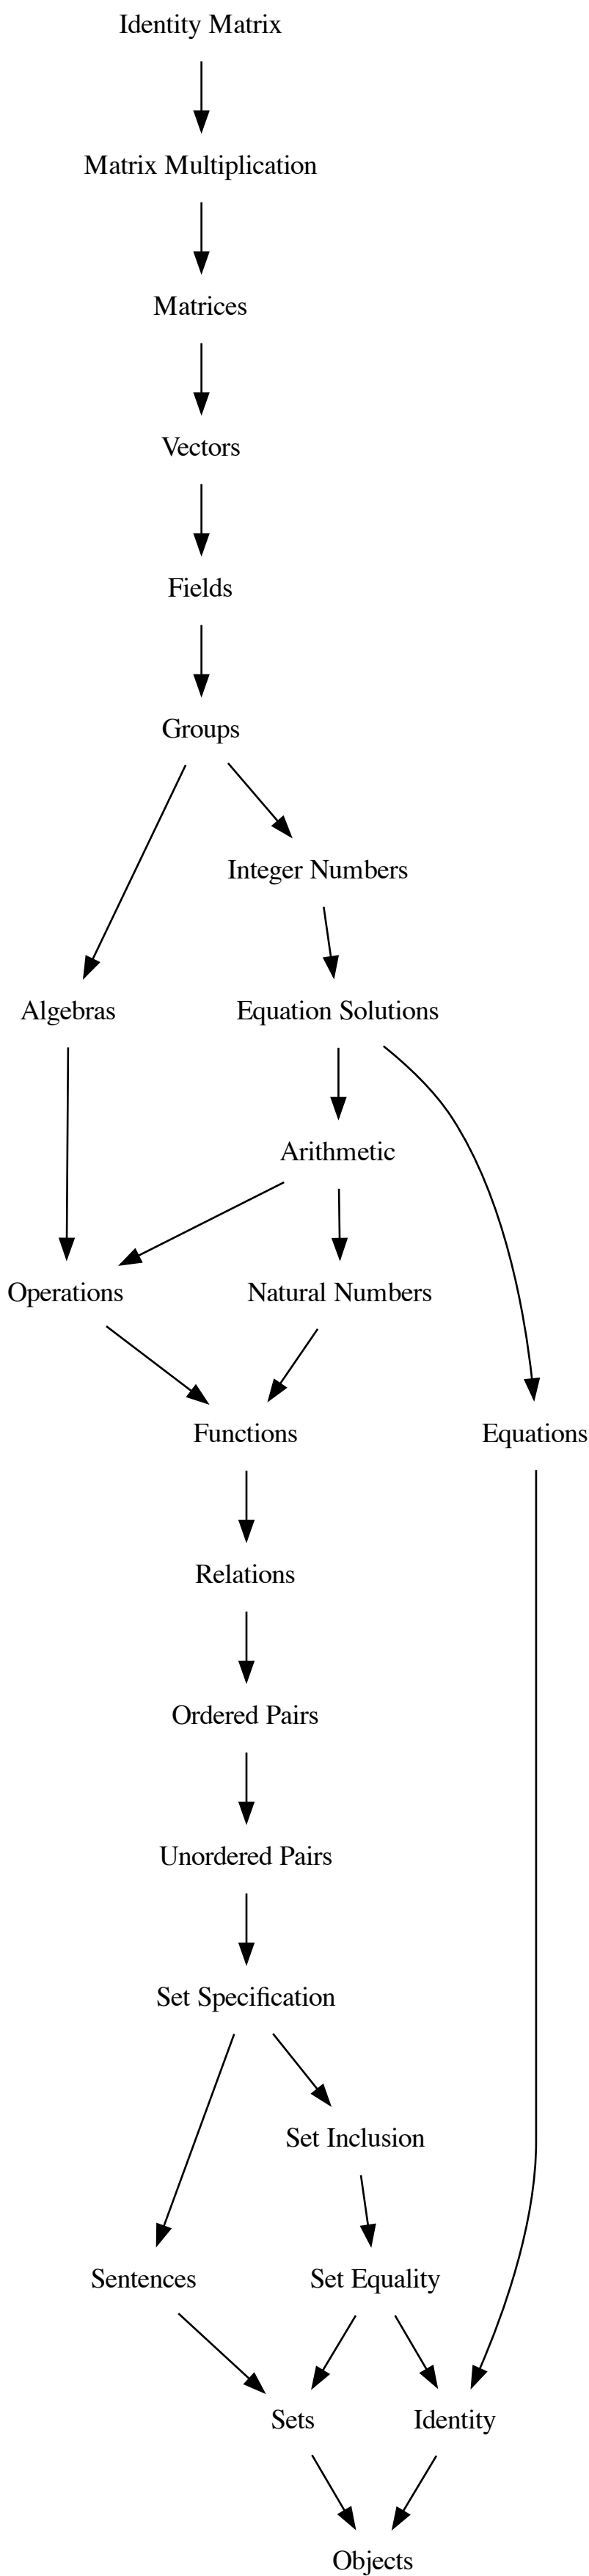 Identity Matrix
Matrix Multiplication
Matrices
Vectors
Fields
Groups
Integer Numbers
Algebras
Equation Solutions
Arithmetic
Operations
Natural Numbers
Functions
Equations
Relations
Ordered Pairs
Unordered Pairs
Set Specification
Set Inclusion
Sentences
Set Equality
Sets
Identity
Objects